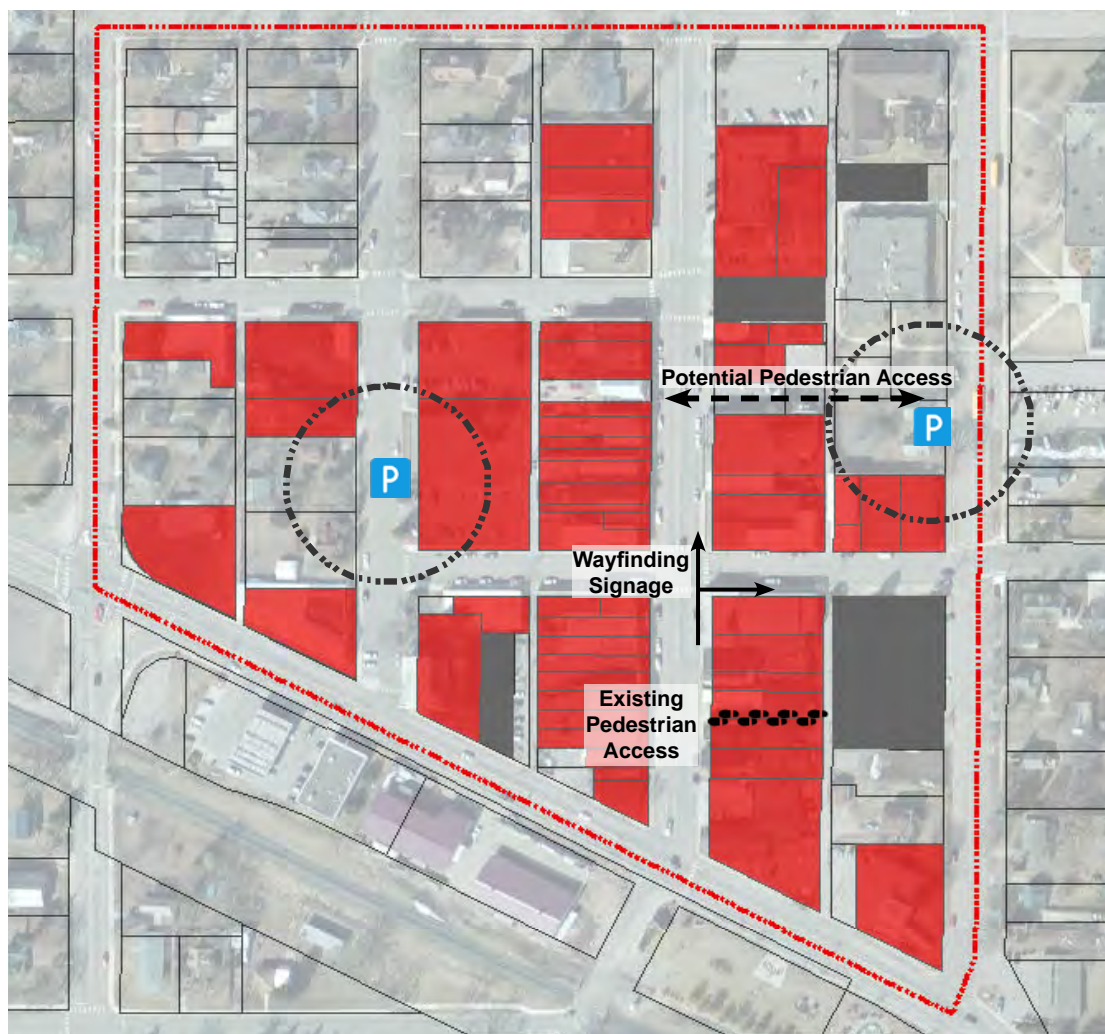 Potential Pedestrian Access
P
P
Wayfinding
Signage
Existing
Pedestrian
Access